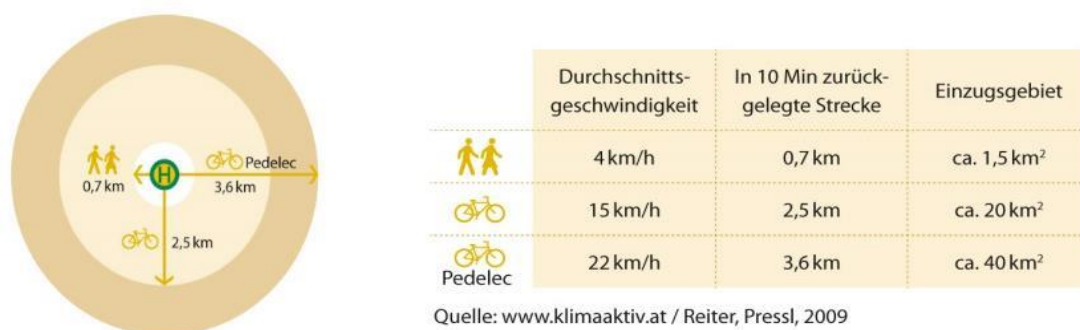 Pedelec
H
0,7 km
3,6 km
2,5 km
Durchschnitts-
geschwindigkeit
In 10 Min zurück-
gelegte Strecke
Einzugsgebiet
4 km/h
0,7 km
ca. 1,5 km²
15 km/h
2,5 km
ca. 20 km²
Pedelec
22 km/h
3,6 km
ca. 40 km²
Quelle: www.klimaaktiv.at / Reiter, Pressl, 2009